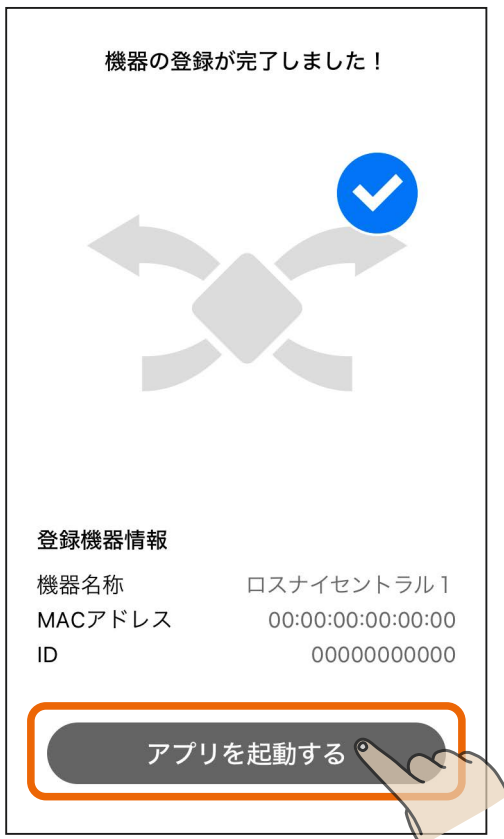 機器の登録が完了しました！
登録機器情報
機器名称 ロスナイセントラル1
MACアドレス 00:00:00:00:00:00
ID 00000000000
アプリを起動する